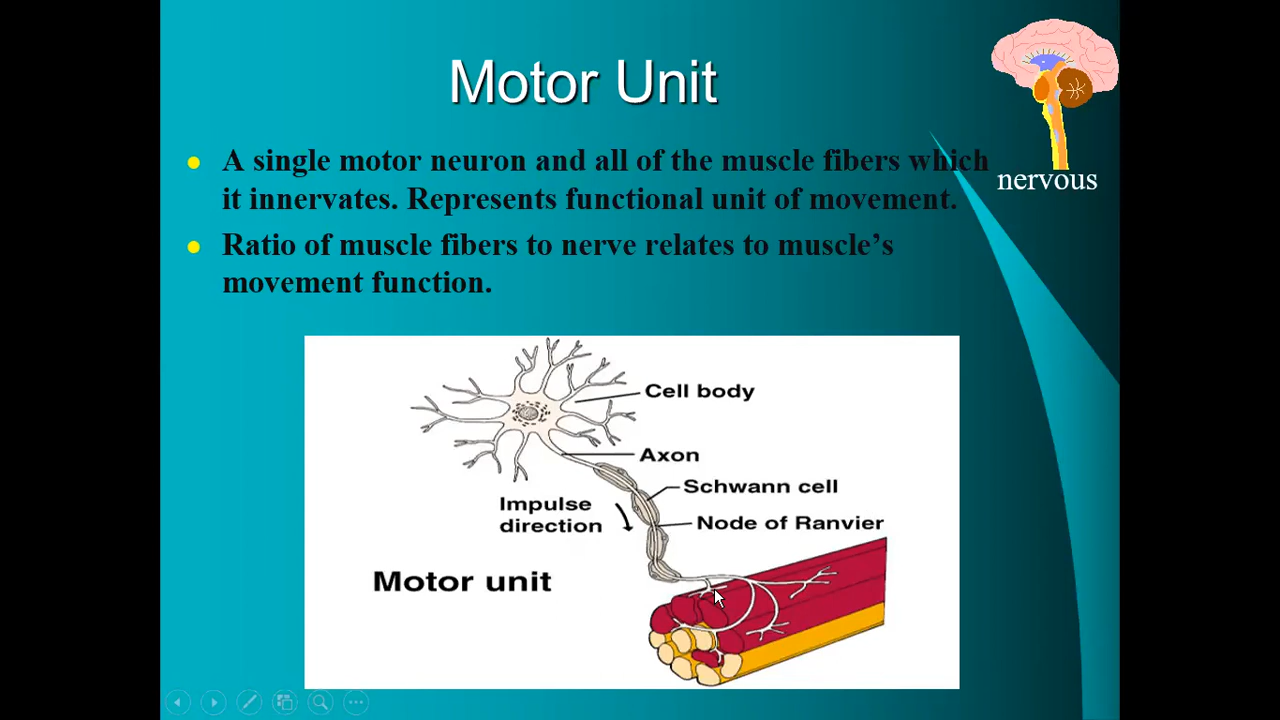 Motor Unit
nervous
A single motor neuron and all of the muscle fibers which
it innervates. Represents functional unit of movement.
Ratio of muscle fibers to nerve relates to muscle’s
movement function.
Cell body
Axon
Schwann cell
Impulse
direction
Node of Ranvier
Motor unit